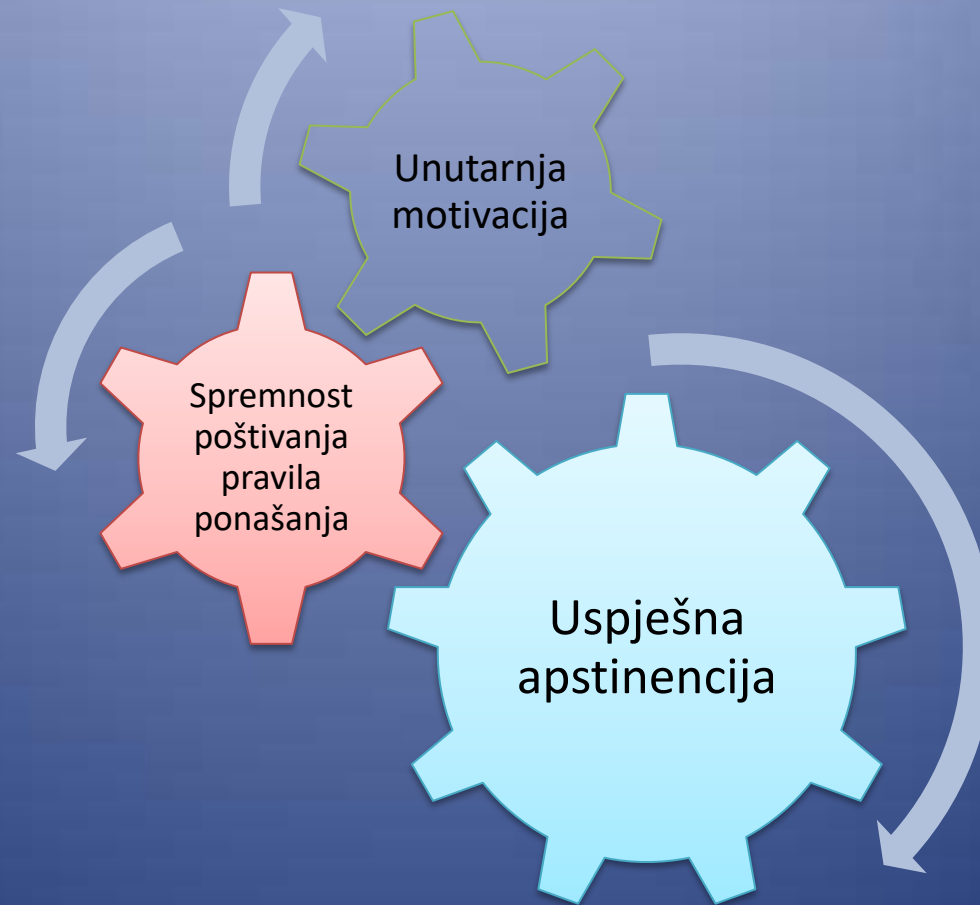 Unutarnja
motivacija
Spremnost
poštivanja
pravila
ponašanja
Uspješna
apstinencija